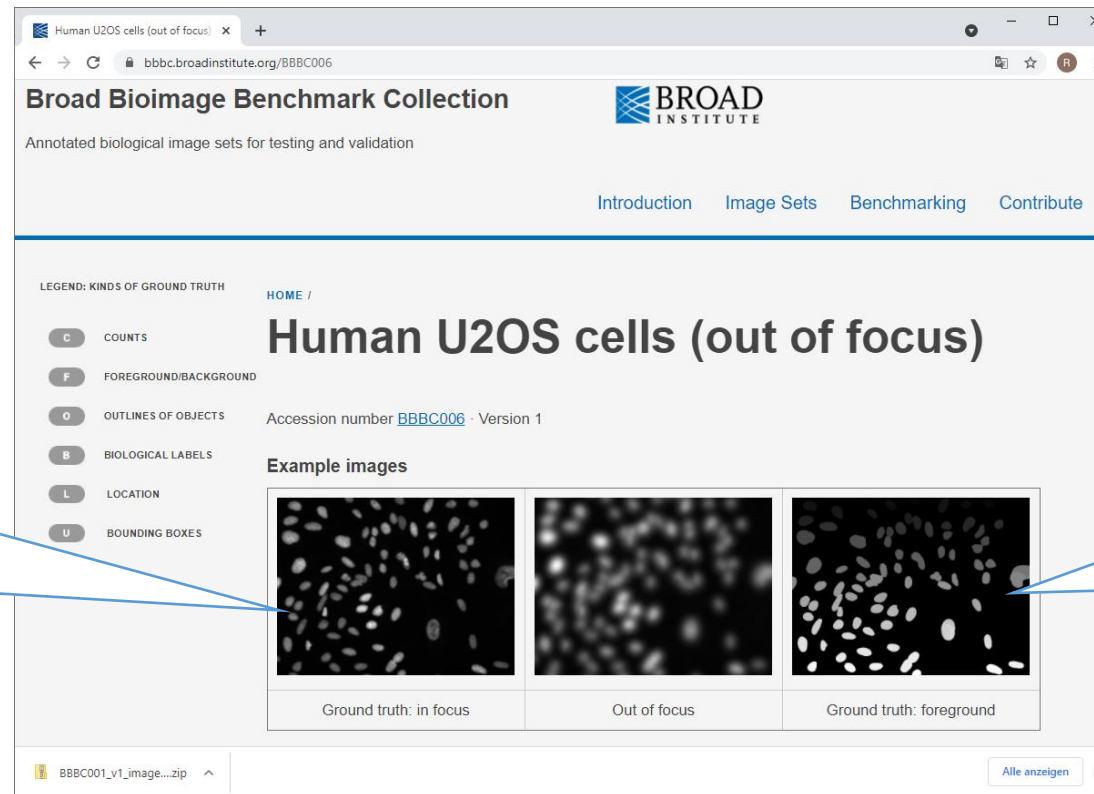 Human U2OS cells (out of focus)
bbbc.broadinstitute.org/BBBC006
R
Broad Bioimage Benchmark Collection
BROAD
INSTITUTE
Annotated biological image sets for testing and validation
Introduction Image Sets Benchmarking Contribute
LEGEND: KINDS OF GROUND TRUTH
C COUNTS
F FOREGROUND/BACKGROUND
O OUTLINES OF OBJECTS
B BIOLOGICAL LABELS
L LOCATION
U BOUNDING BOXES
HOME /
Human U2OS cells (out of focus)
Accession number BBBC006 · Version 1
Example images
Ground truth: in focus Out of focus Ground truth: foreground
BBBC001_v1_image....zip
Alle anzeigen